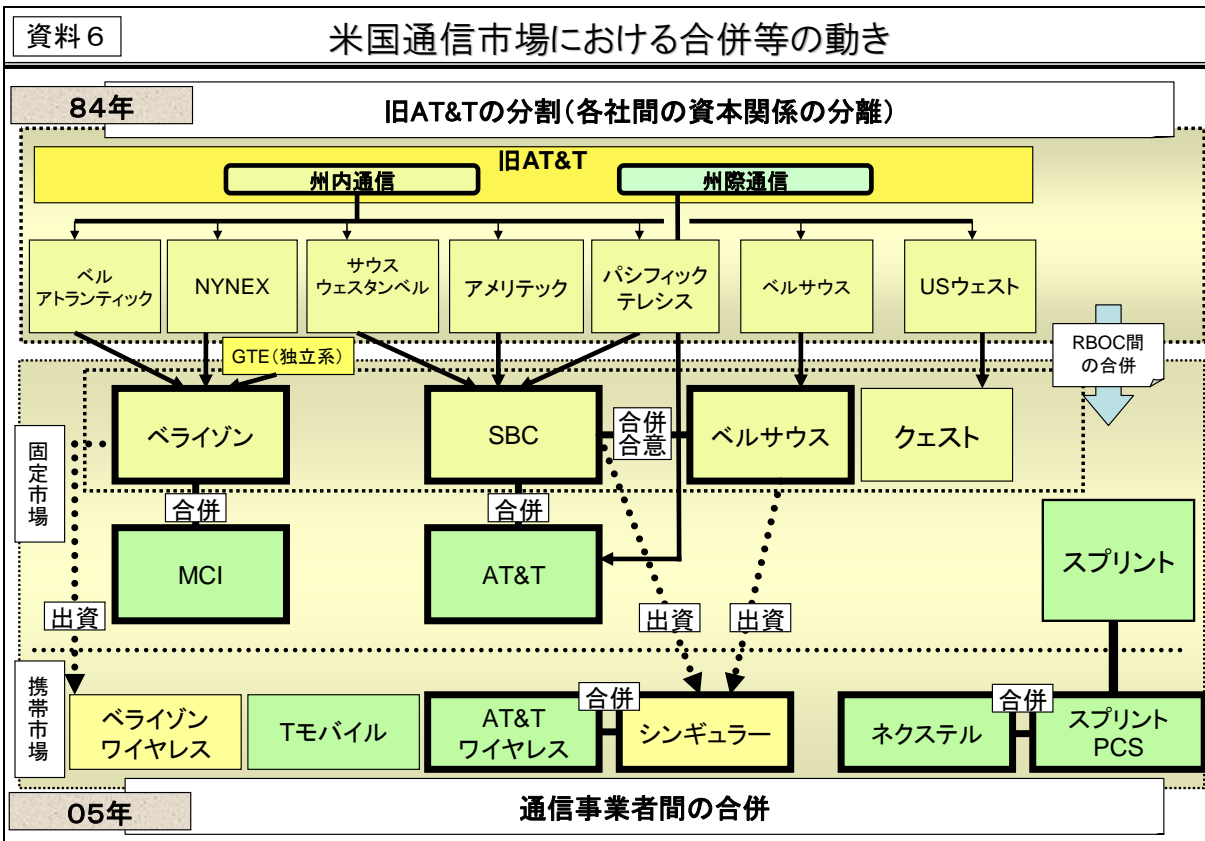 資料６
米国通信市場における合併等の動き
８４年
旧AT&Tの分割（各社間の資本関係の分離）
旧AT&T
州内通信
州際通信
ベル
アトランティック
NYNEX
サウス
ウェスタンベル
アメリテック
パシフィック
テレシス
ベルサウス
USウェスト
GTE（独立系）
RBOC間
の合併
固定市場
ベライゾン
SBC
合併
合意
ベルサウス
クェスト
合併
合併
MCI
AT&T
スプリント
出資
出資
出資
携帯市場
ベライゾン
ワイヤレス
Tモバイル
AT&T
ワイヤレス
合併
シンギュラー
ネクステル
合併
スプリント
PCS
０５年
通信事業者間の合併